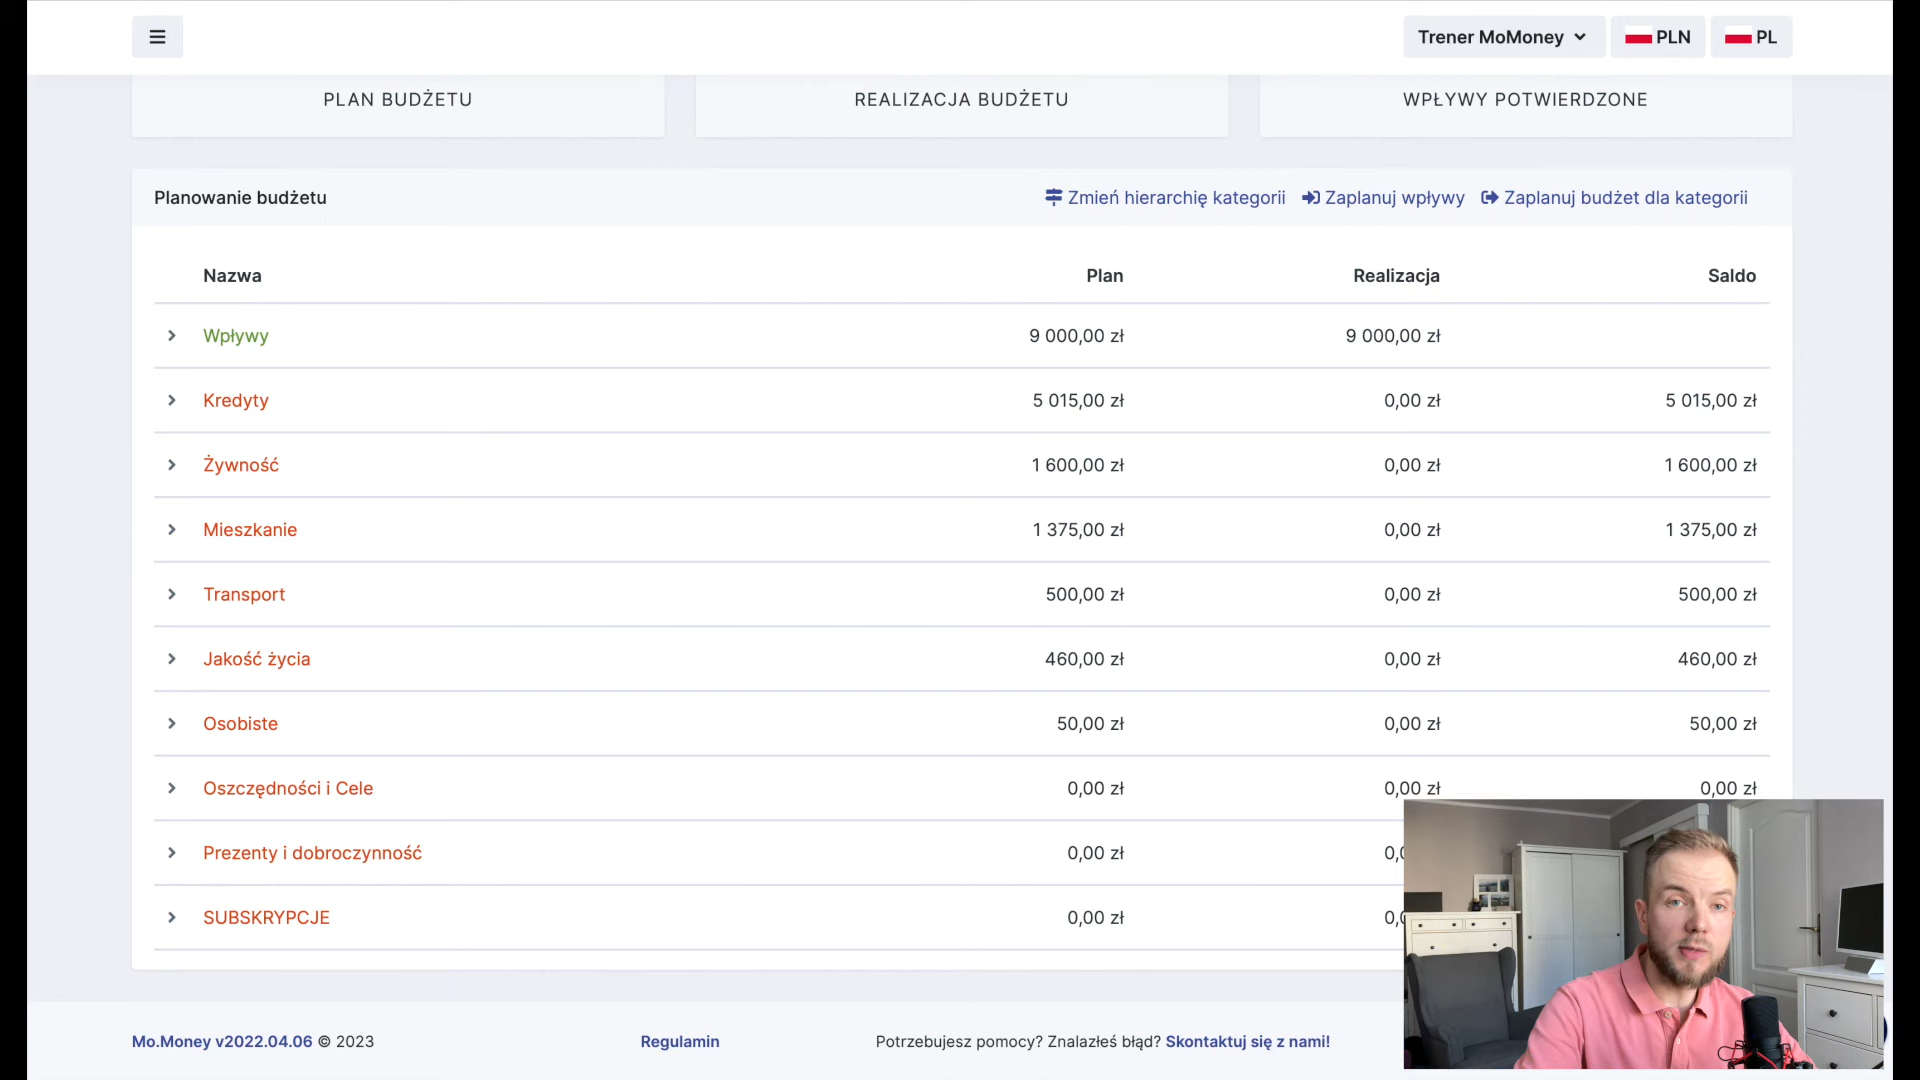 Trener MoMoney PLN PL
PLAN BUDŻETU REALIZACJA BUDŻETU WPŁYWY POTWIERDZONE
Planowanie budżetu Zmień hierarchię kategorii Zaplanuj wpływy Zaplanuj budżet dla kategorii
Nazwa Plan Realizacja Saldo
Wpływy 9 000,00 zł 9 000,00 zł
Kredyty 5 015,00 zł 0,00 zł 5 015,00 zł
Żywność 1 600,00 zł 0,00 zł 1 600,00 zł
Mieszkanie 1 375,00 zł 0,00 zł 1 375,00 zł
Transport 500,00 zł 0,00 zł 500,00 zł
Jakość życia 460,00 zł 0,00 zł 460,00 zł
Osobiste 50,00 zł 0,00 zł 50,00 zł
Oszczędności i Cele 0,00 zł 0,00 zł 0,00 zł
Prezenty i dobroczynność 0,00 zł
SUBSKRYPCJE 0,00 zł
Mo.Money v2022.04.06 © 2023 Regulamin Potrzebujesz pomocy? Znalazłeś błąd? Skontaktuj się z nami!